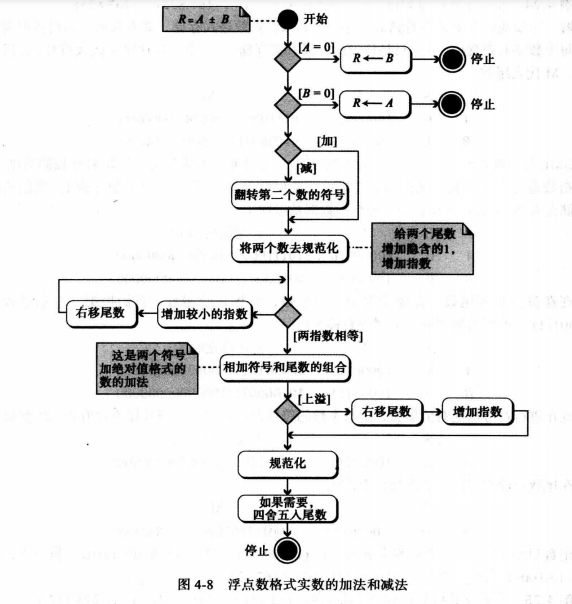 R = A ± B
开始
[A = 0]
R ← B
停止
[B = 0]
R ← A
停止
[加]
[减]
翻转第二个数的符号
将两个数去规范化
给两个尾数
增加隐含的1,
增加指数
右移尾数
增加较小的指数
[两指数相等]
这是两个符号
加绝对值格式的
数的加法
相加符号和尾数的组合
[上溢]
右移尾数
增加指数
规范化
如果需要,
四舍五入尾数
停止
图 4-8 浮点数格式实数的加法和减法